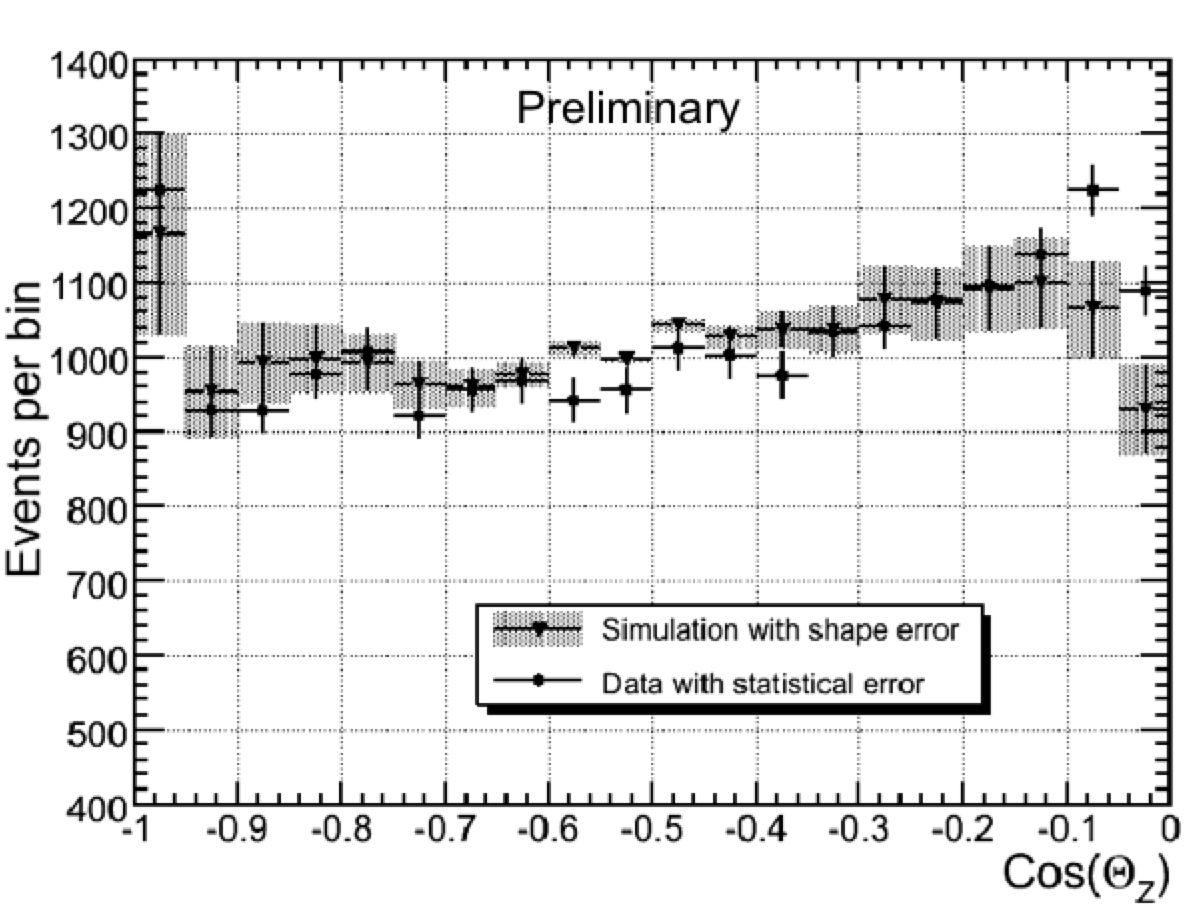 Preliminary
1400
1300
1200
1100
1000
900
800
700
600
500
400
Events per bin
Simulation with shape error
Data with statistical error
-1 -0.9 -0.8 -0.7 -0.6 -0.5 -0.4 -0.3 -0.2 -0.1 0
Cos(Θz)